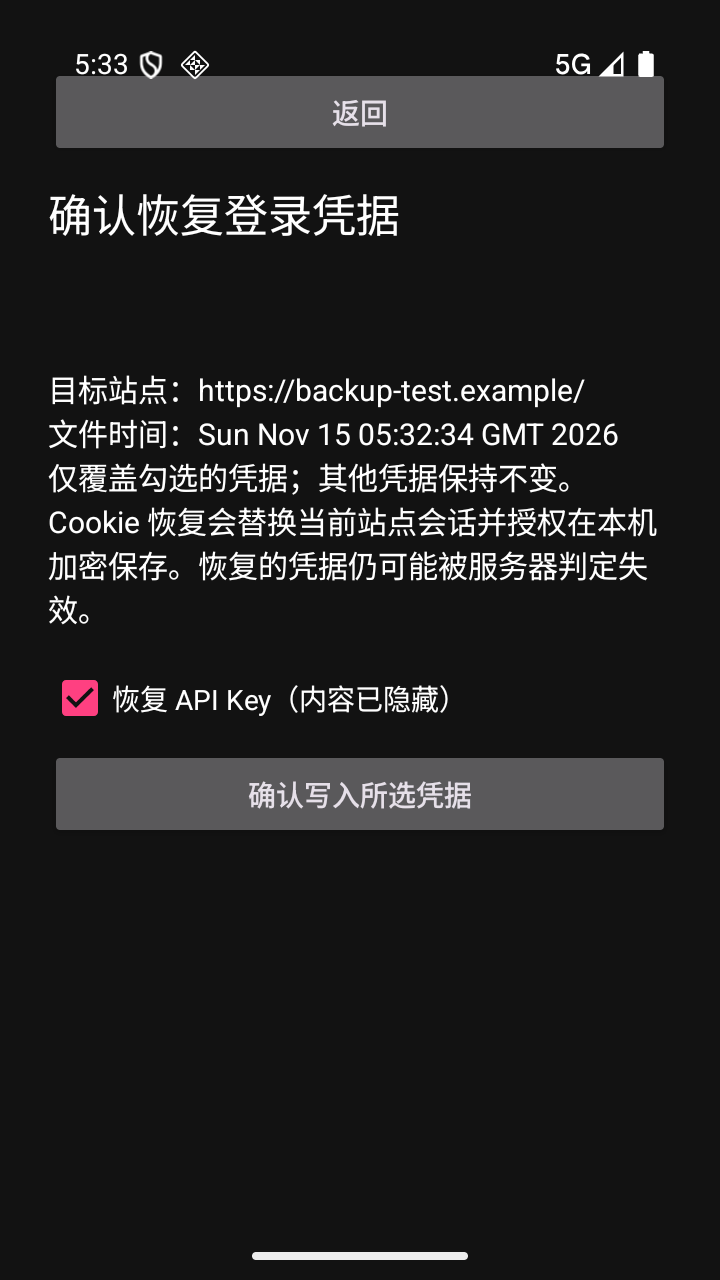 5:33 5G
返回
确认恢复登录凭据
目标站点：https://backup-test.example/
文件时间：Sun Nov 15 05:32:34 GMT 2026
仅覆盖勾选的凭据；其他凭据保持不变。
Cookie 恢复会替换当前站点会话并授权在本机
加密保存。恢复的凭据仍可能被服务器判定失
效。
恢复 API Key（内容已隐藏）
确认写入所选凭据